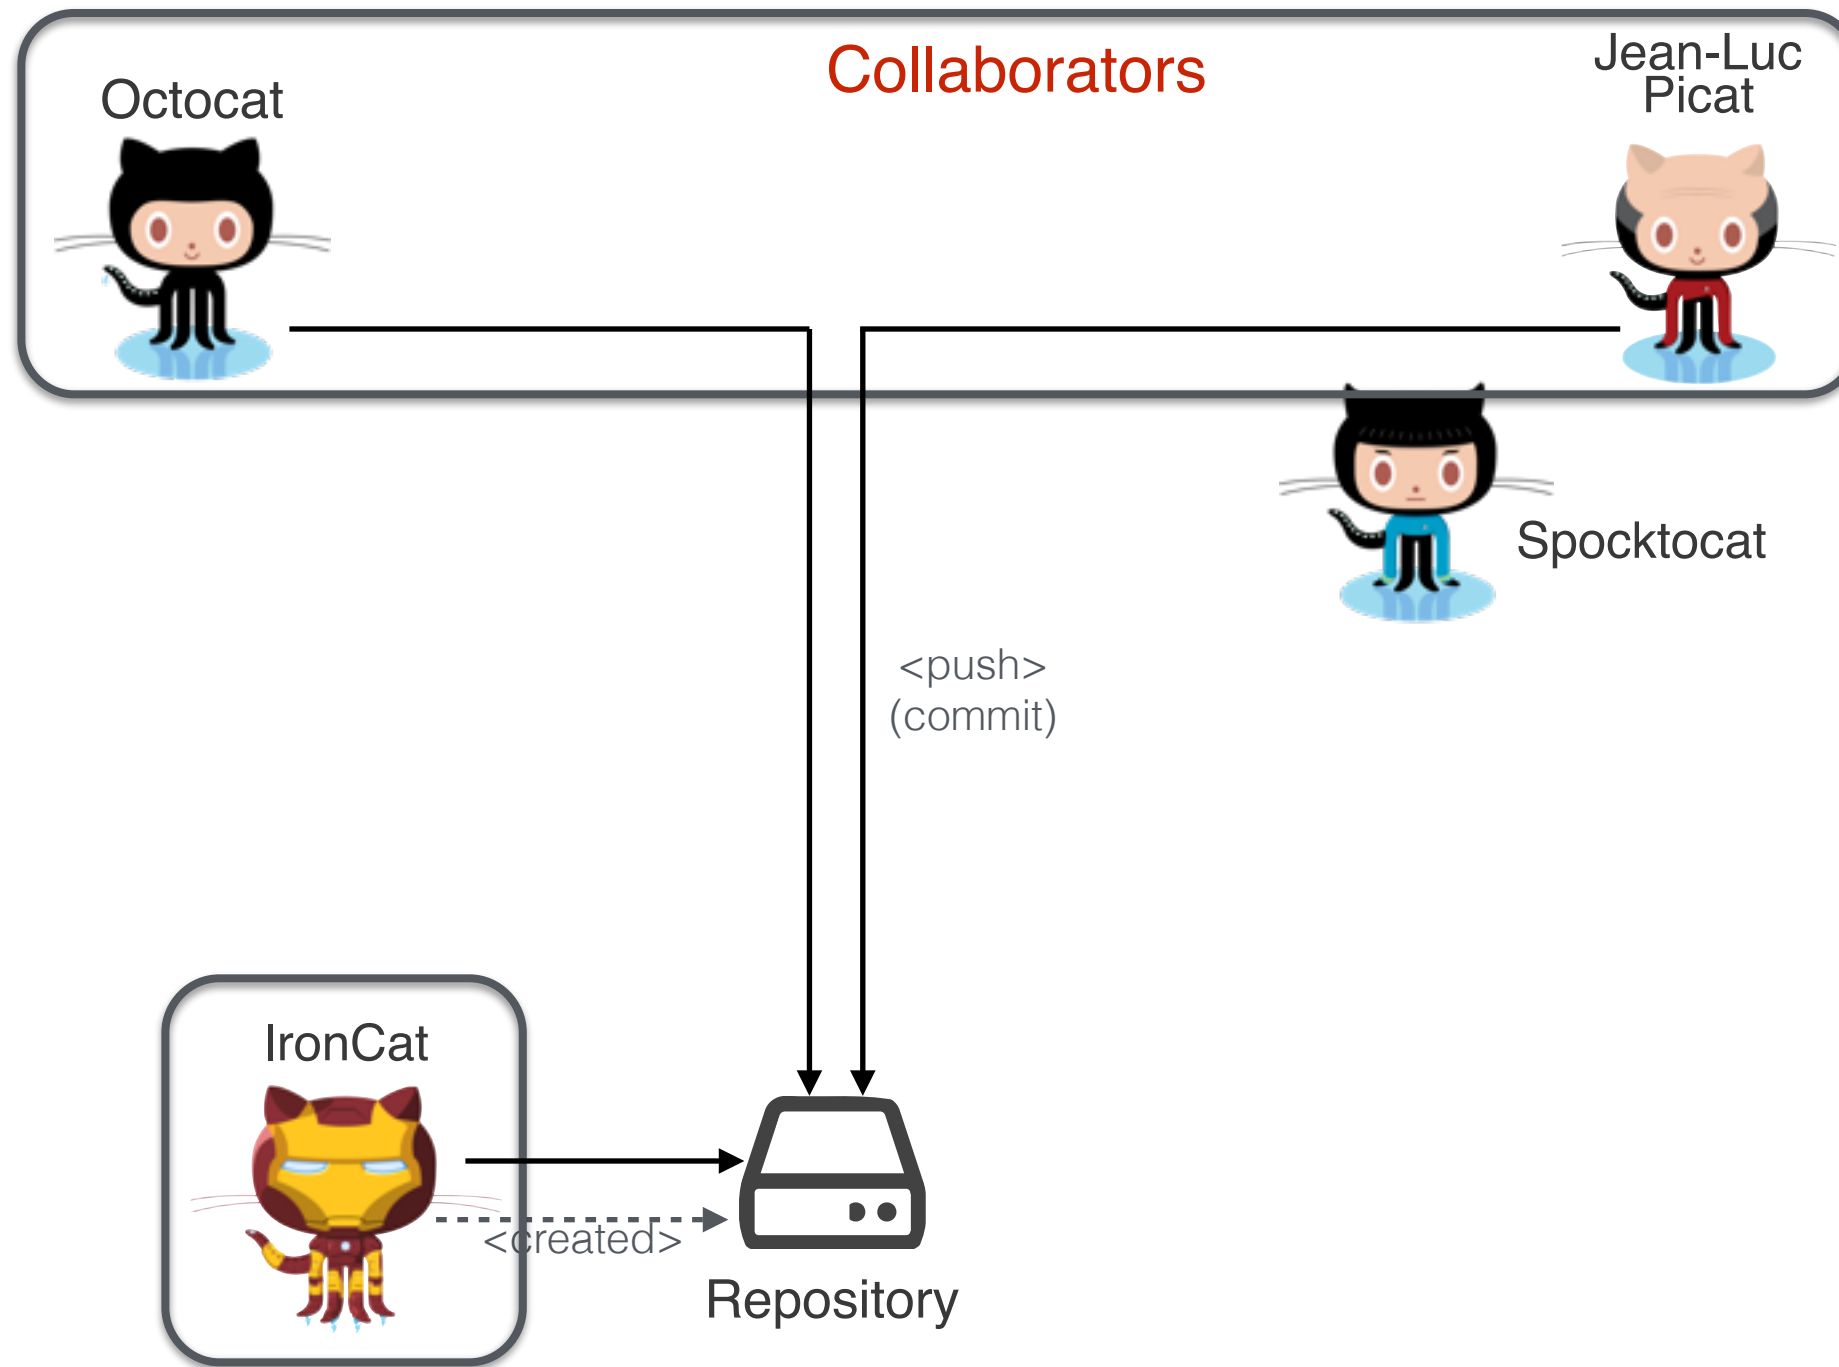 Collaborators
Octocat
Jean-Luc
Picat
Spocktocat
<push>
(commit)
IronCat
<created>
Repository